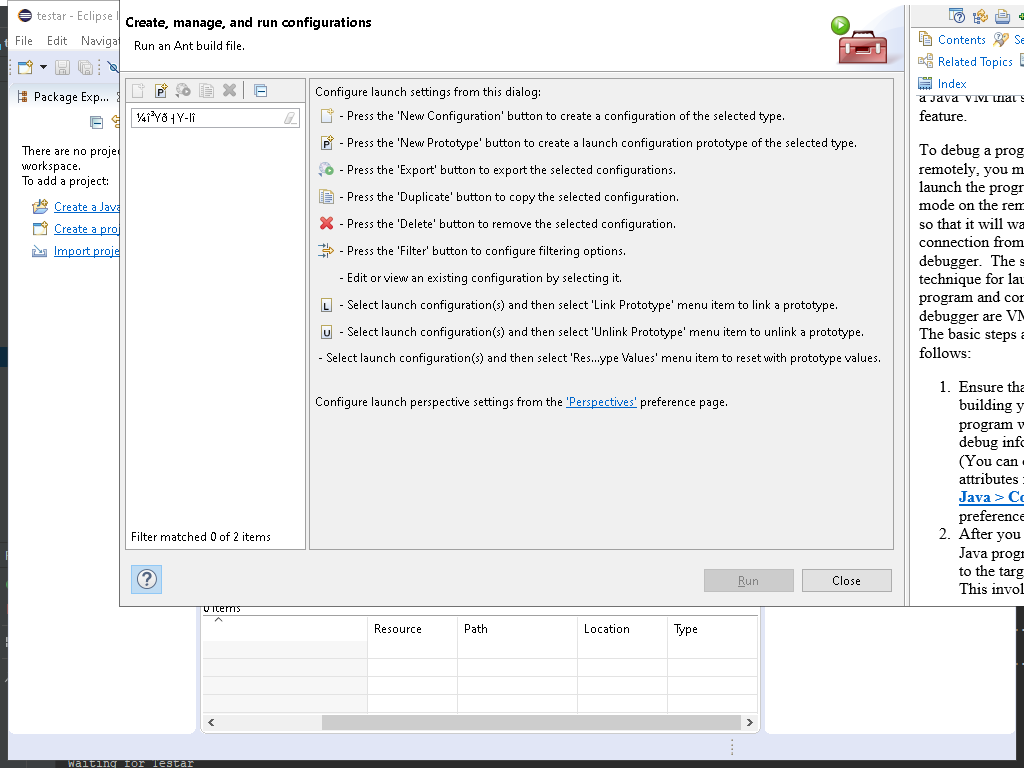 testar - Eclipse I
File Edit Naviga
Package Exp...
There are no proje
workspace.
To add a project:
Create a Java
Create a pro
Import proje
Create, manage, and run configurations
Run an Ant build file.
Filter matched 0 of 2 items
Configure launch settings from this dialog:
- Press the 'New Configuration' button to create a configuration of the selected type.
P - Press the 'New Prototype' button to create a launch configuration prototype of the selected type.
- Press the 'Export' button to export the selected configurations.
- Press the 'Duplicate' button to copy the selected configuration.
- Press the 'Delete' button to remove the selected configuration.
- Press the 'Filter' button to configure filtering options.
- Edit or view an existing configuration by selecting it.
L - Select launch configuration(s) and then select 'Link Prototype' menu item to link a prototype.
U - Select launch configuration(s) and then select 'Unlink Prototype' menu item to unlink a prototype.
- Select launch configuration(s) and then select 'Res...ype Values' menu item to reset with prototype values.
Configure launch perspective settings from the 'Perspectives' preference page.
? Run Close
Contents Se
Related Topics
Index
a Java VM that s
feature.
To debug a prog
remotely, you m
launch the progr
mode on the rem
so that it will wa
connection from
debugger. The s
technique for lau
program and con
debugger are VM
The basic steps a
follows:
1. Ensure tha
building y
program w
debug info
(You can
attributes
Java > Co
preference
2. After you
Java progr
to the targ
This invol
0 items
Resource Path Location Type
Waiting for Testar